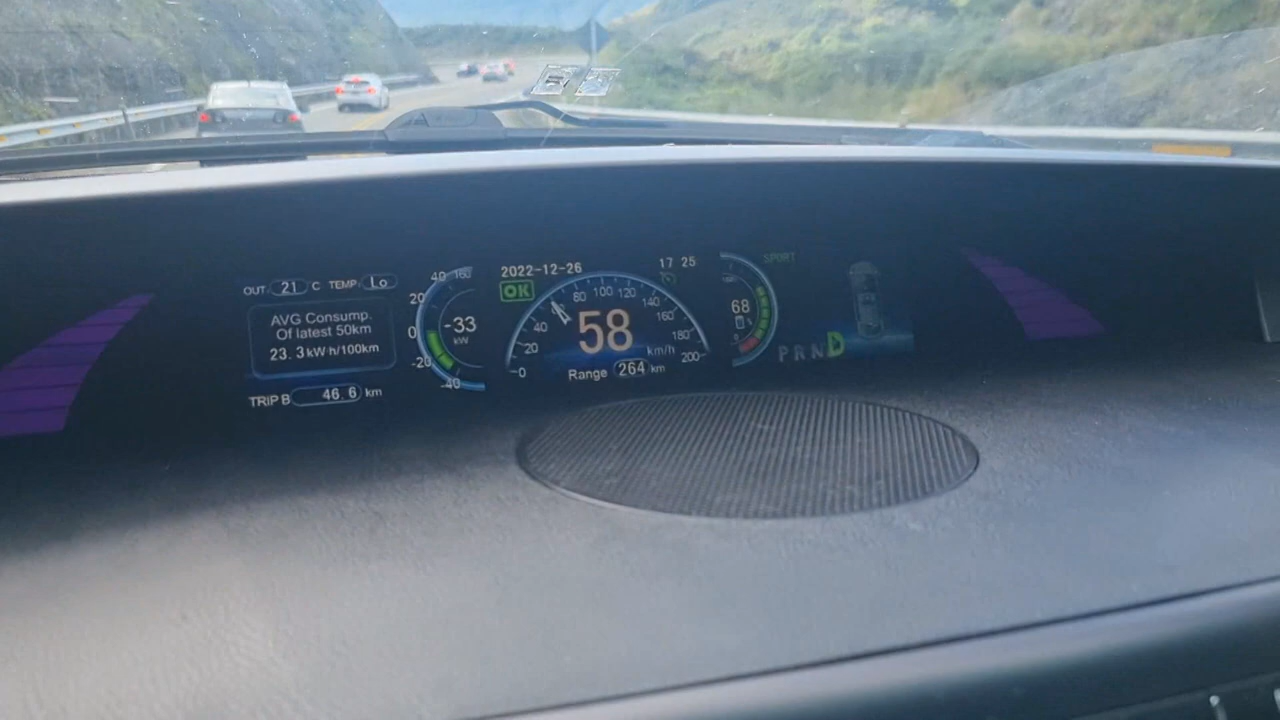 OUT 21 C TEMP Lo
AVG Consump.
Of latest 50km
23.3 kW·h/100km
TRIP B 46.6 km
40 160
20
0
-20
-40
-33
kW
2022-12-26
17 25
OK
0 20 40 80 100 120 140 160 180 200
58
km/h
Range 264 km
68
%
0
SPORT
P R N D